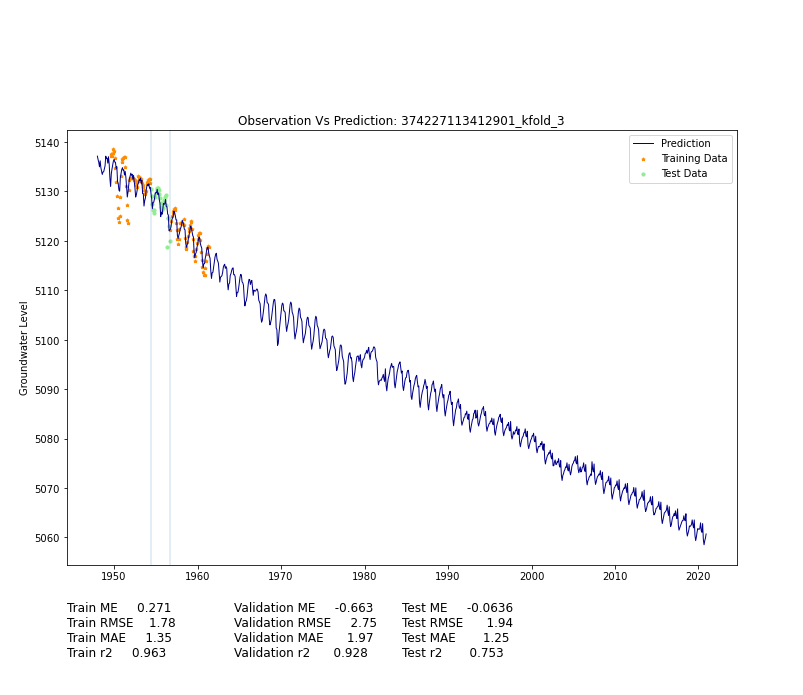 Observation Vs Prediction: 374227113412901_kfold_3
Prediction
Training Data
Test Data
Groundwater Level
5140
5130
5120
5110
5100
5090
5080
5070
5060
1950 1960 1970 1980 1990 2000 2010 2020
Train ME 0.271 Validation ME -0.663 Test ME -0.0636
Train RMSE 1.78 Validation RMSE 2.75 Test RMSE 1.94
Train MAE 1.35 Validation MAE 1.97 Test MAE 1.25
Train r2 0.963 Validation r2 0.928 Test r2 0.753